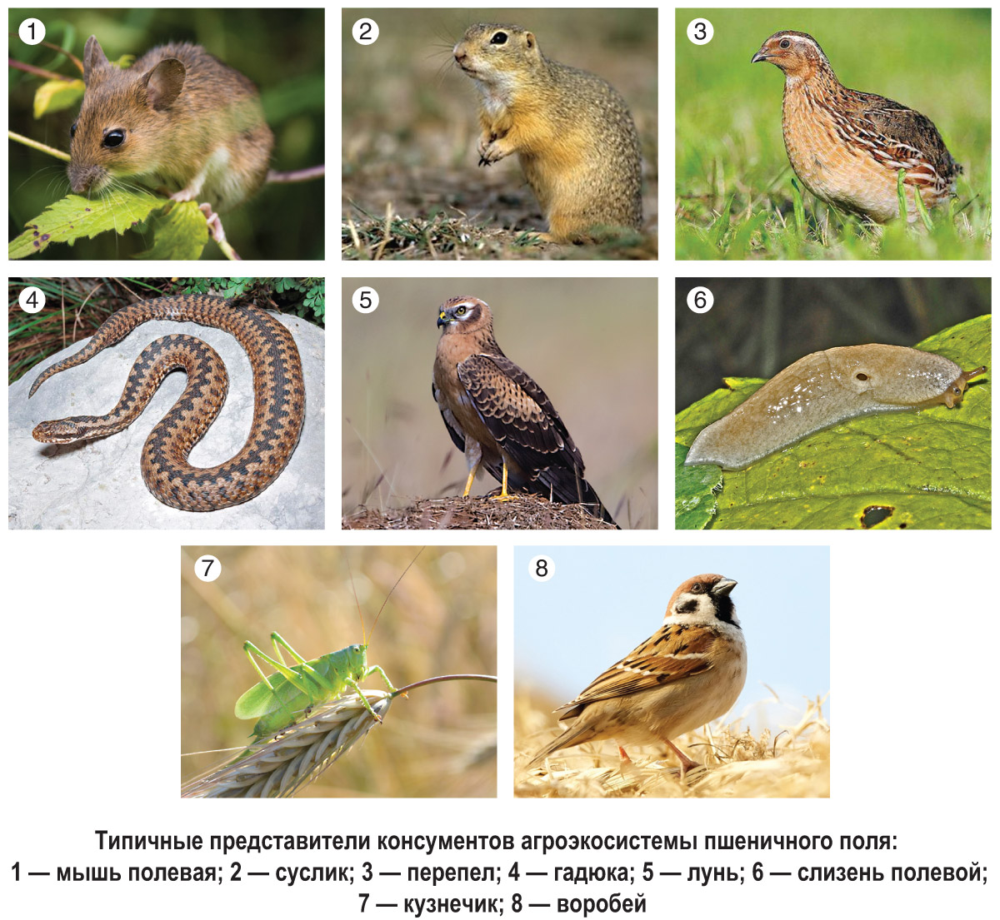 1
2
3
4
5
6
7
8
Типичные представители консументов агроэкосистемы пшеничного поля:
1 — мышь полевая; 2 — суслик; 3 — перепел; 4 — гадюка; 5 — лунь; 6 — слизень полевой;
7 — кузнечик; 8 — воробей